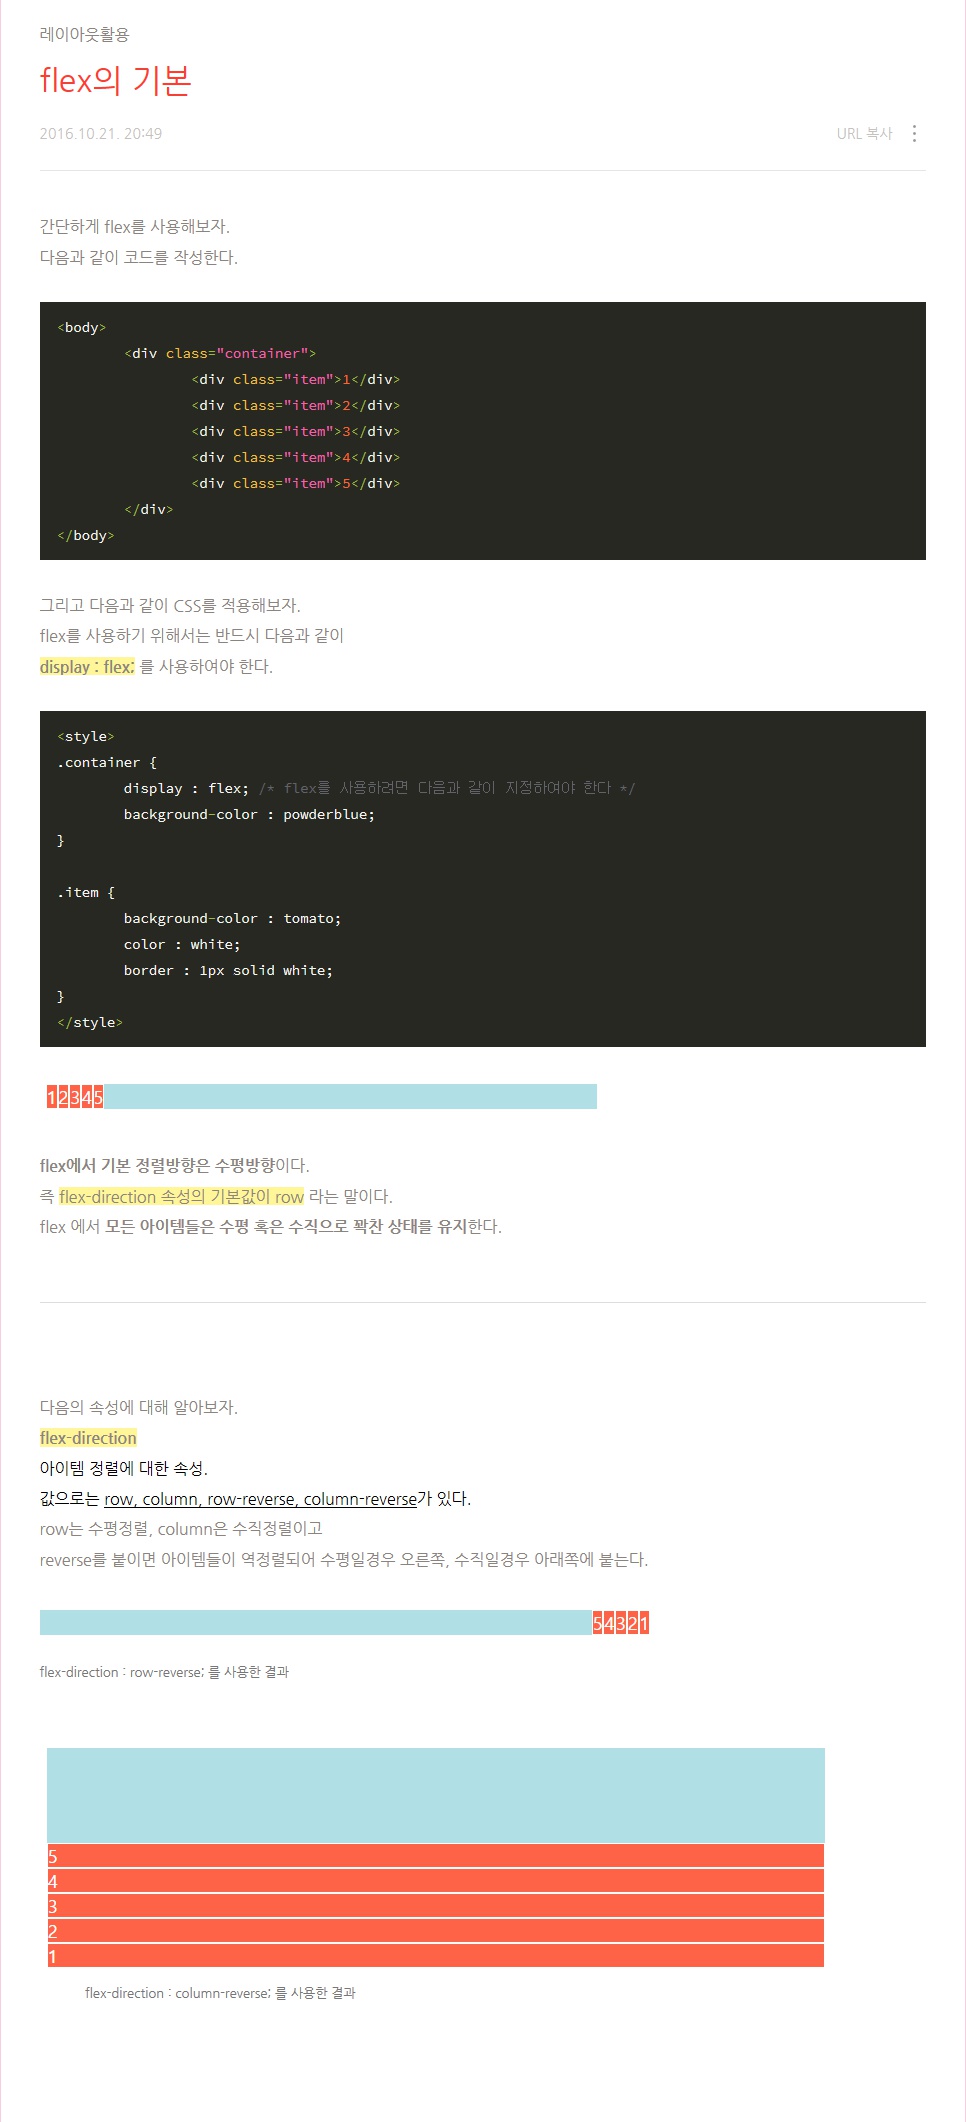 레이아웃활용
flex의 기본
2016.10.21. 20:49
URL 복사
간단하게 flex를 사용해보자.
다음과 같이 코드를 작성한다.
<body>
<div class="container">
<div class="item">1</div>
<div class="item">2</div>
<div class="item">3</div>
<div class="item">4</div>
<div class="item">5</div>
</div>
</body>
그리고 다음과 같이 CSS를 적용해보자.
flex를 사용하기 위해서는 반드시 다음과 같이
display : flex; 를 사용하여야 한다.
<style>
.container {
display : flex; /* flex를 사용하려면 다음과 같이 지정하여야 한다 */
background-color : powderblue;
}
.item {
background-color : tomato;
color : white;
border : 1px solid white;
}
</style>
12345
flex에서 기본 정렬방향은 수평방향이다.
즉 flex-direction 속성의 기본값이 row 라는 말이다.
flex 에서 모든 아이템들은 수평 혹은 수직으로 꽉찬 상태를 유지한다.
다음의 속성에 대해 알아보자.
flex-direction
아이템 정렬에 대한 속성.
값으로는 row, column, row-reverse, column-reverse가 있다.
row는 수평정렬, column은 수직정렬이고
reverse를 붙이면 아이템들이 역정렬되어 수평일경우 오른쪽, 수직일경우 아래쪽에 붙는다.
54321
flex-direction : row-reverse; 를 사용한 결과
5
4
3
2
1
flex-direction : column-reverse; 를 사용한 결과